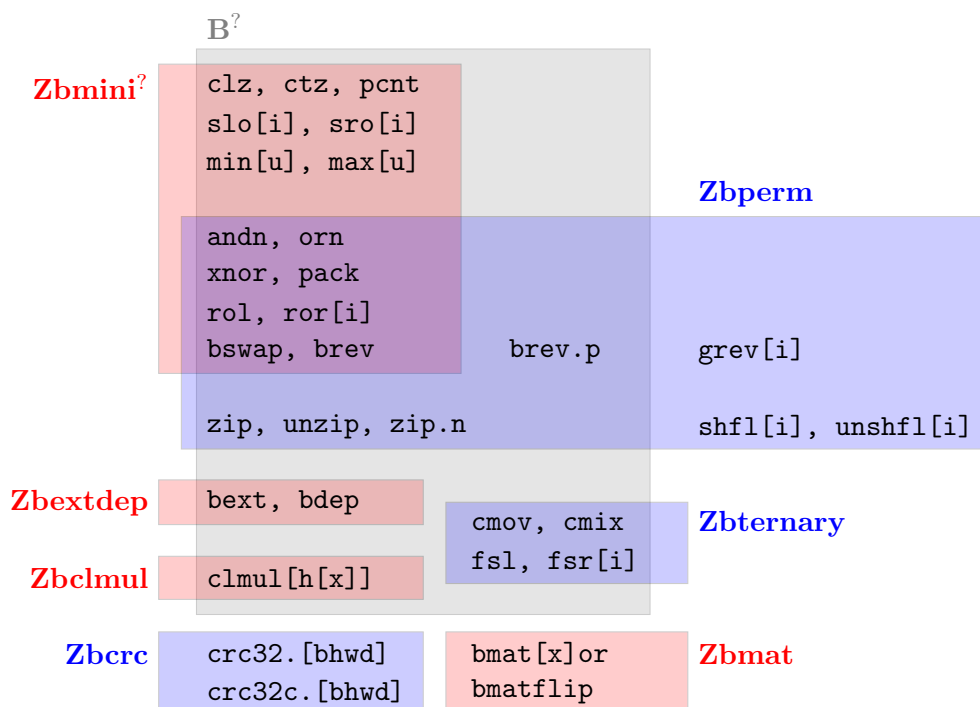 B?
Zbmini?
clz, ctz, pcnt
slo[i], sro[i]
min[u], max[u]
Zbperm
andn, orn
xnor, pack
rol, ror[i]
bswap, brev brev.p grev[i]
zip, unzip, zip.n shfl[i], unshfl[i]
Zbextdep bext, bdep
cmov, cmix Zbternary
fsl, fsr[i]
Zbclmul clmul[h[x]]
Zbcrc crc32.[bhwd] bmat[x]or Zbmat
crc32c.[bhwd] bmatflip